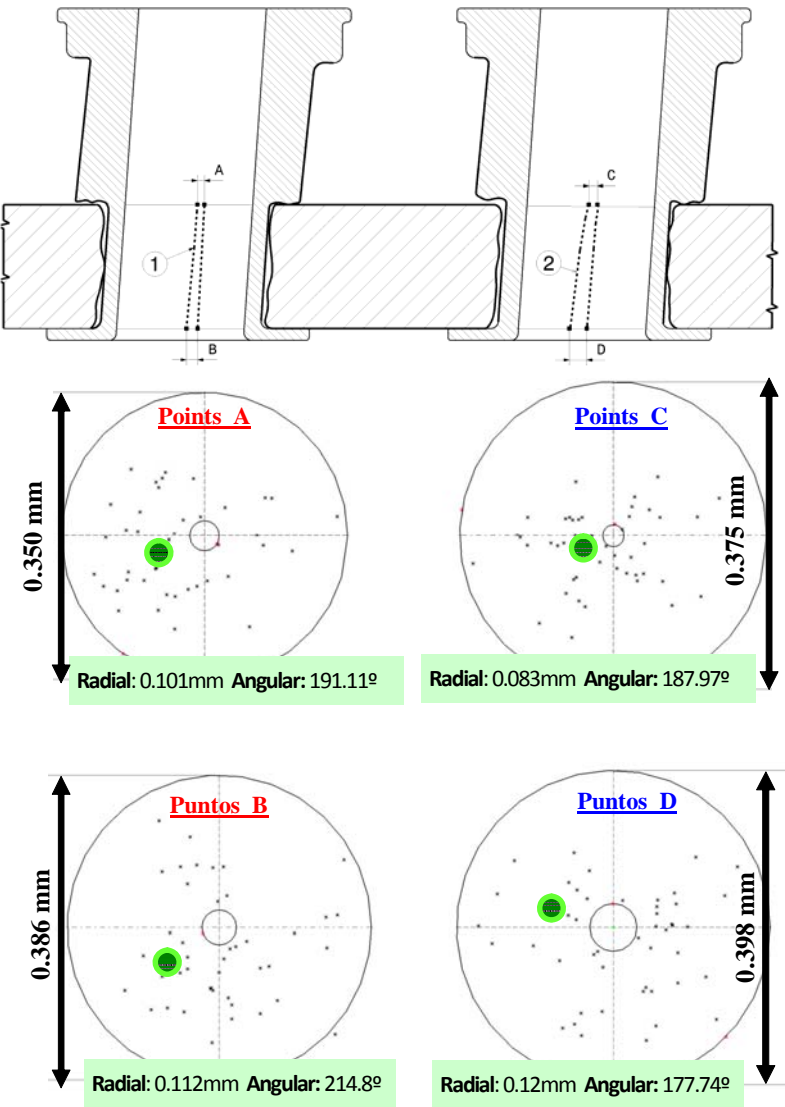 A
C
1
2
B
D
Points A
Points C
0.350 mm
0.375 mm
Radial: 0.101mm Angular: 191.11º
Radial: 0.083mm Angular: 187.97º
Puntos B
Puntos D
0.386 mm
0.398 mm
Radial: 0.112mm Angular: 214.8º
Radial: 0.12mm Angular: 177.74º